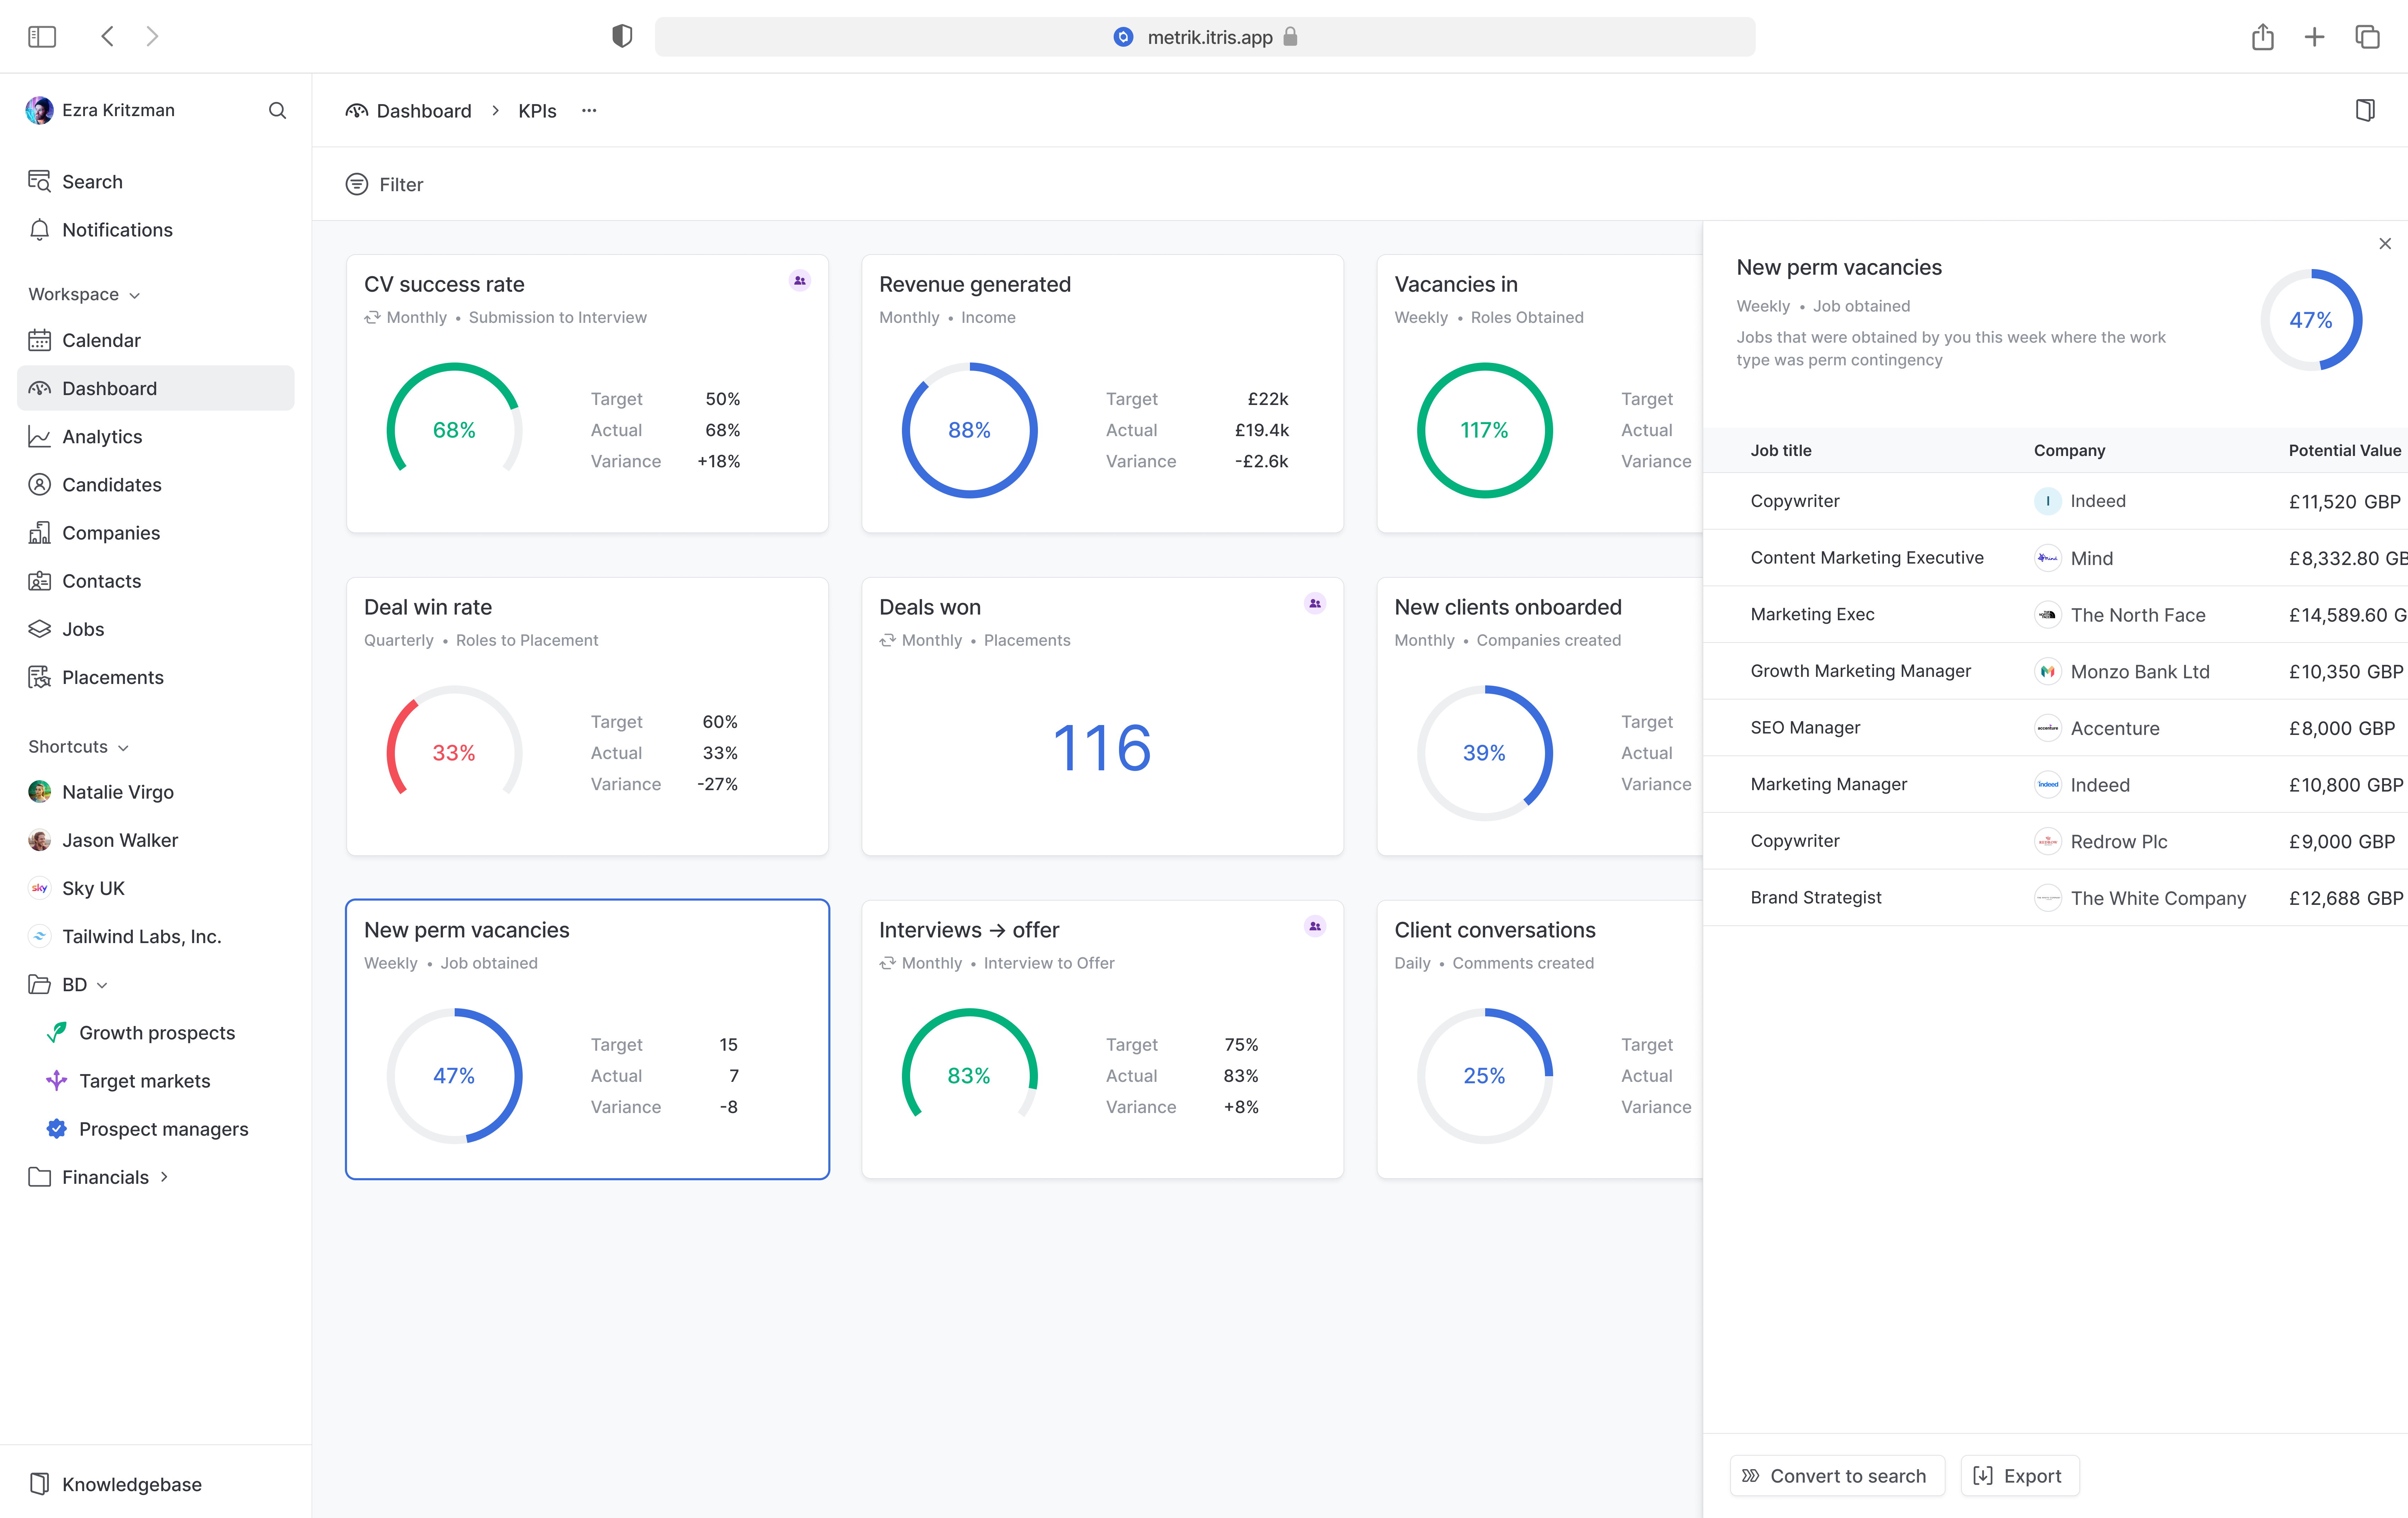 metrik.itris.app
Ezra Kritzman
Search
Notifications
Workspace
Calendar
Dashboard
Analytics
Candidates
Companies
Contacts
Jobs
Placements
Shortcuts
Natalie Virgo
Jason Walker
sky Sky UK
Tailwind Labs, Inc.
BD
Growth prospects
Target markets
Prospect managers
Financials
Knowledgebase
Dashboard > KPIs ...
Filter
CV success rate
Monthly • Submission to Interview
68%
Target 50%
Actual 68%
Variance +18%
Revenue generated
Monthly • Income
88%
Target £22k
Actual £19.4k
Variance -£2.6k
Vacancies in
Weekly • Roles Obtained
117%
Target
Actual
Variance
Deal win rate
Quarterly • Roles to Placement
33%
Target 60%
Actual 33%
Variance -27%
Deals won
Monthly • Placements
116
New clients onboarded
Monthly • Companies created
39%
Target
Actual
Variance
New perm vacancies
Weekly • Job obtained
47%
Target 15
Actual 7
Variance -8
Interviews → offer
Monthly • Interview to Offer
83%
Target 75%
Actual 83%
Variance +8%
Client conversations
Daily • Comments created
25%
Target
Actual
Variance
New perm vacancies
Weekly • Job obtained
Jobs that were obtained by you this week where the work
type was perm contingency
47%
Job title Company Potential Value
Copywriter I Indeed £11,520 GBP
Content Marketing Executive Mind £8,332.80 GB
Marketing Exec The North Face £14,589.60 G
Growth Marketing Manager Monzo Bank Ltd £10,350 GBP
SEO Manager accenture Accenture £8,000 GBP
Marketing Manager indeed Indeed £10,800 GBP
Copywriter Redrow Plc £9,000 GBP
Brand Strategist The White Company £12,688 GBP
Convert to search
Export